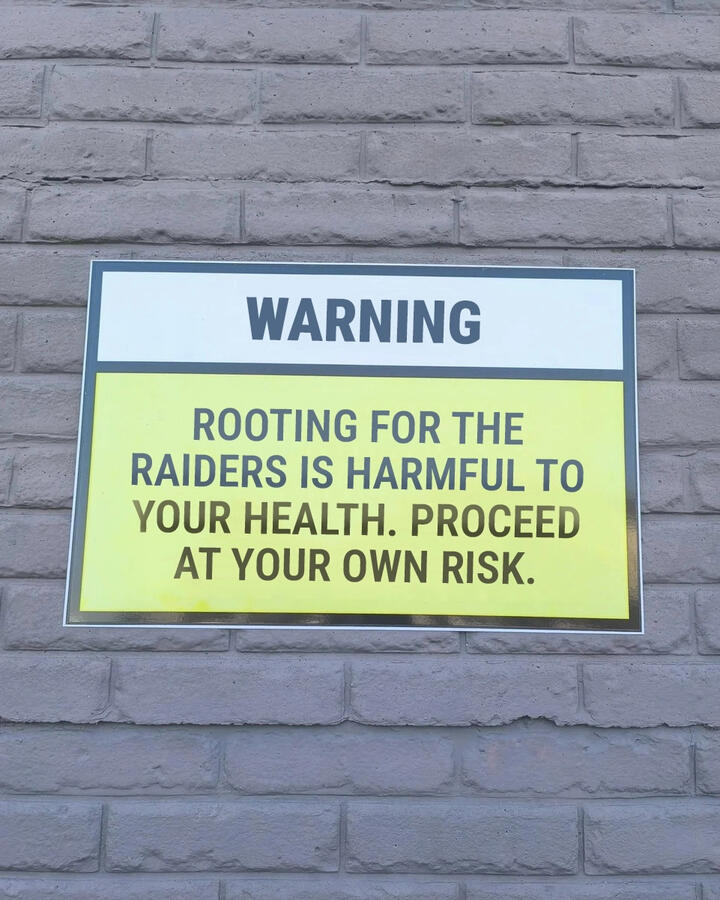 WARNING
ROOTING FOR THE
RAIDERS IS HARMFUL TO
YOUR HEALTH. PROCEED
AT YOUR OWN RISK.